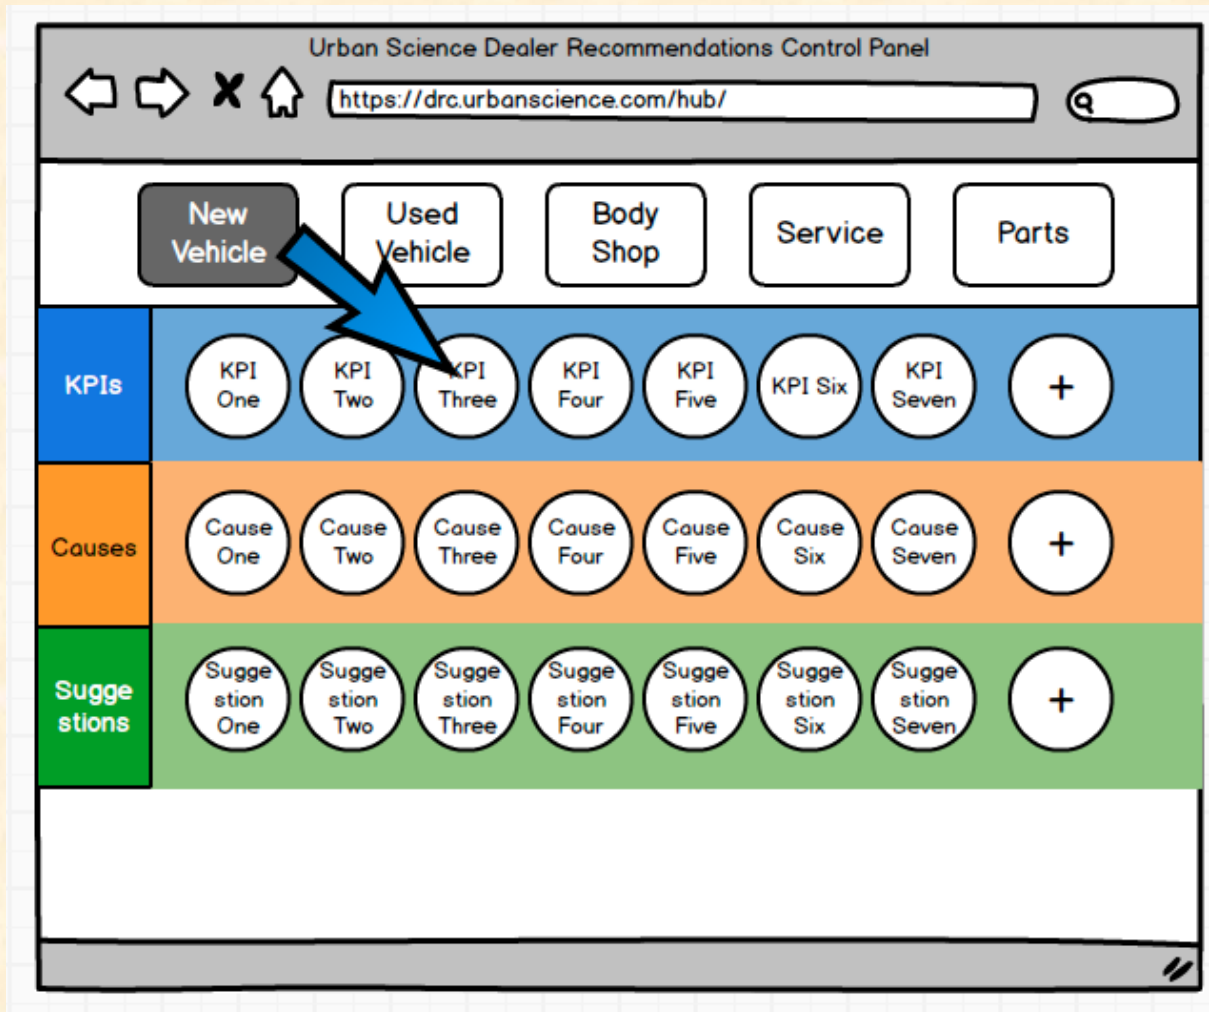 Urban Science Dealer Recommendations Control Panel
https://drc.urbanscience.com/hub/
New
Vehicle
Used
Vehicle
Body
Shop
Service
Parts
KPIs
KPI
One
KPI
Two
KPI
Three
KPI
Four
KPI
Five
KPI Six
KPI
Seven
+
Causes
Cause
One
Cause
Two
Cause
Three
Cause
Four
Cause
Five
Cause
Six
Cause
Seven
+
Sugge
stions
Sugge
stion
One
Sugge
stion
Two
Sugge
stion
Three
Sugge
stion
Four
Sugge
stion
Five
Sugge
stion
Six
Sugge
stion
Seven
+